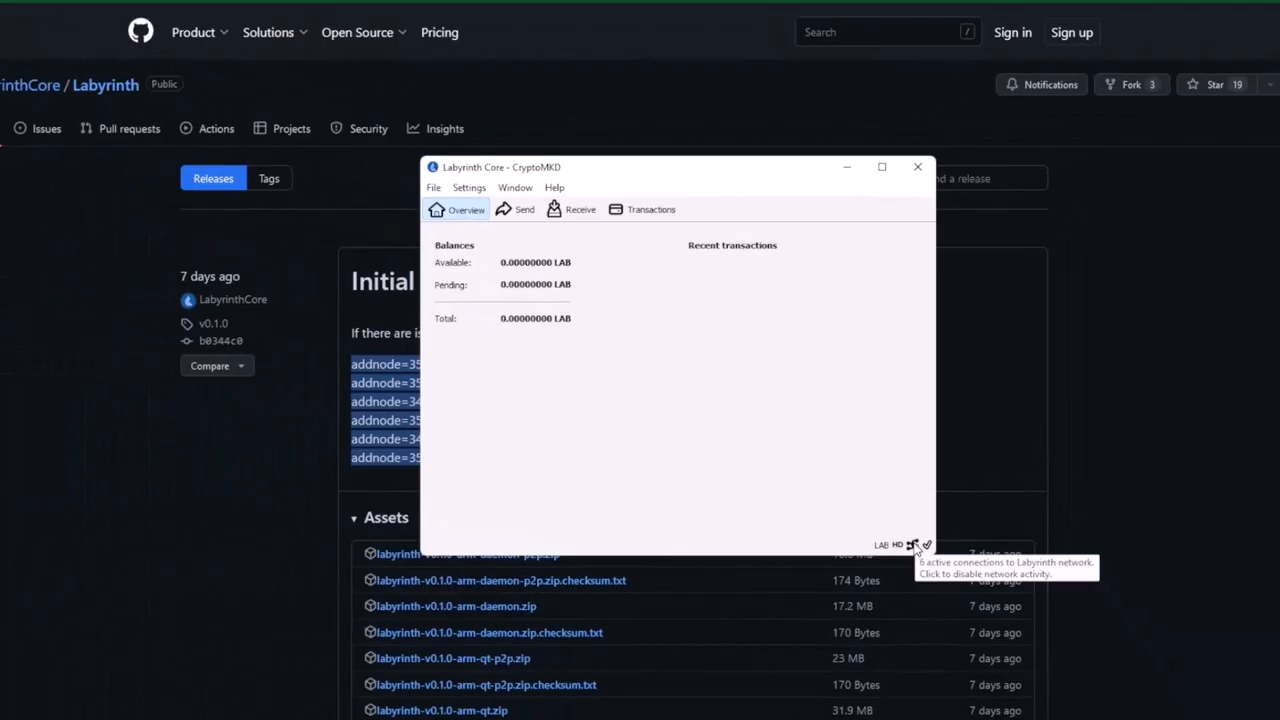 Product Solutions Open Source Pricing Search / Sign in Sign up
inthCore / Labyrinth Public Notifications Fork 3 Star 19
Issues Pull requests Actions Projects Security Insights
Releases Tags d a release
Labyrinth Core - CryptoMKD
File Settings Window Help
Overview Send Receive Transactions
Balances Recent transactions
Available: 0.00000000 LAB
Pending: 0.00000000 LAB
Total: 0.00000000 LAB
LAB HD
6 active connections to Labyrinth network.
Click to disable network activity.
7 days ago
LabyrinthCore
v0.1.0
b0344c0
Compare
Initial
If there are is
addnode=35
addnode=35
addnode=34
addnode=35
addnode=34
addnode=35
Assets
7 days ago
labyrinth-v0.1.0-arm-daemon-p2p.zip.checksum.txt 174 Bytes 7 days ago
labyrinth-v0.1.0-arm-daemon.zip 17.2 MB 7 days ago
labyrinth-v0.1.0-arm-daemon.zip.checksum.txt 170 Bytes 7 days ago
labyrinth-v0.1.0-arm-qt-p2p.zip 23 MB 7 days ago
labyrinth-v0.1.0-arm-qt-p2p.zip.checksum.txt 170 Bytes 7 days ago
labyrinth-v0.1.0-arm-qt.zip 31.9 MB 7 days ago